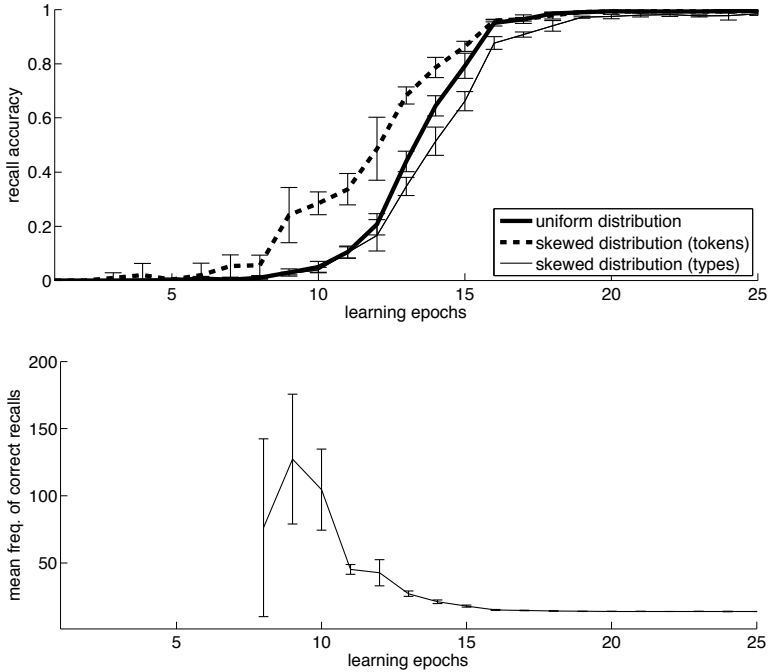 1
0.8
0.6
0.4
0.2
0
recall accuracy
uniform distribution
skewed distribution (tokens)
skewed distribution (types)
5 10 15 20 25
learning epochs
200
150
100
50
mean freq. of correct recalls
5 10 15 20 25
learning epochs